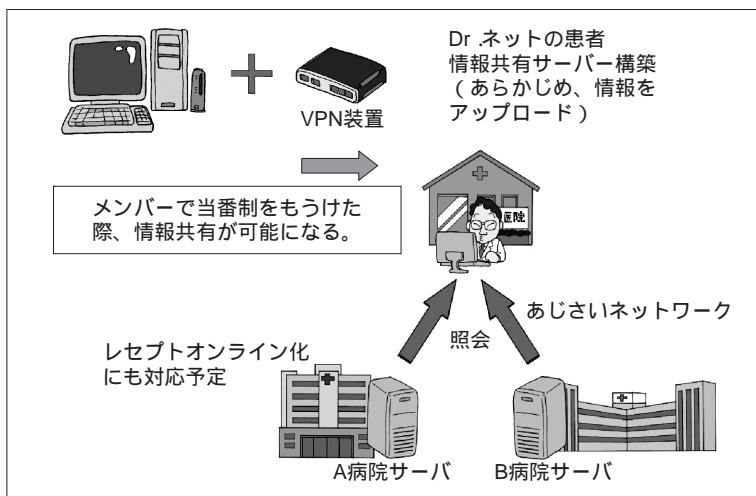 Dr.ネットの患者
情報共有サーバー構築
(あらかじめ、情報を
アップロード)
VPN装置
メンバーで当番制をもうけた
際、情報共有が可能になる。
医院
あじさいネットワーク
照会
レセプトオンライン化
にも対応予定
A病院サーバ
B病院サーバ